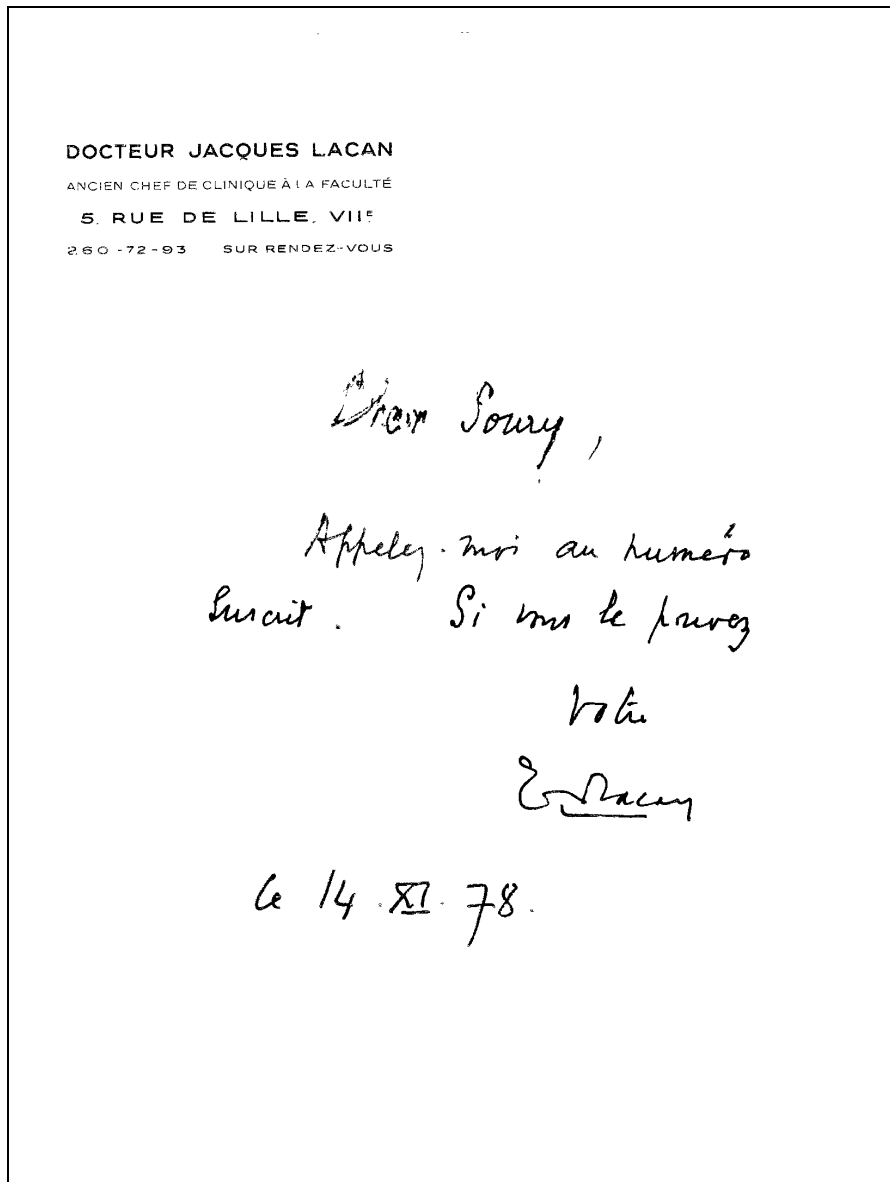 DOCTEUR JACQUES LACAN
ANCIEN CHEF DE CLINIQUE À LA FACULTÉ
5. RUE DE LILLE, VIIE
260-72-93 SUR RENDEZ-VOUS
Cher Soury,
Appelez-moi au numéro
Suscrit. Si vous le pouvez
Votre
Lacan
le 14.XI.78.